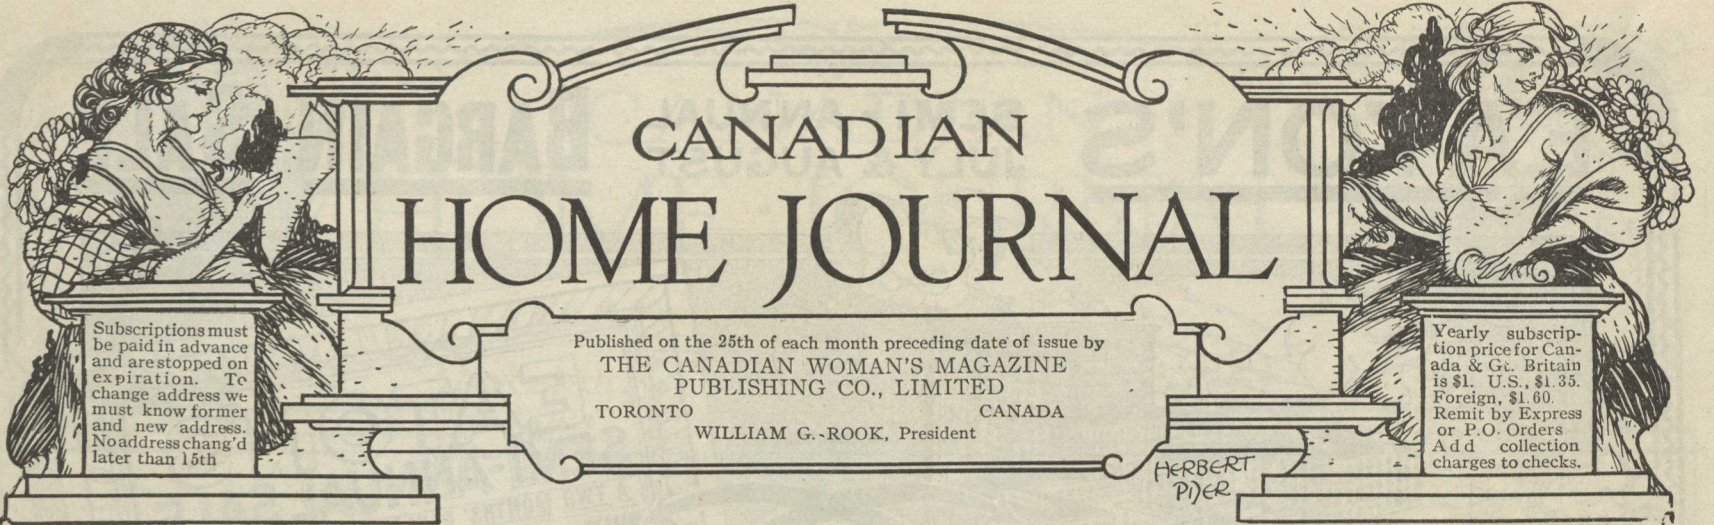 CANADIAN
HOME JOURNAL
Subscriptions must
be paid in advance
and are stopped on
expiration. To
change address we
must know former
and new address.
No address chang'd
later than 15th
Published on the 25th of each month preceding date of issue by
THE CANADIAN WOMAN'S MAGAZINE
PUBLISHING CO., LIMITED
TORONTO CANADA
WILLIAM G. ROOK, President
HERBERT
Yearly subscrip-
tion price for Can-
ada & Gt. Britain
is $1. U.S., $1.35.
Foreign, $1.60.
Remit by Express
or P.O. Orders
Add collection
charges to checks.